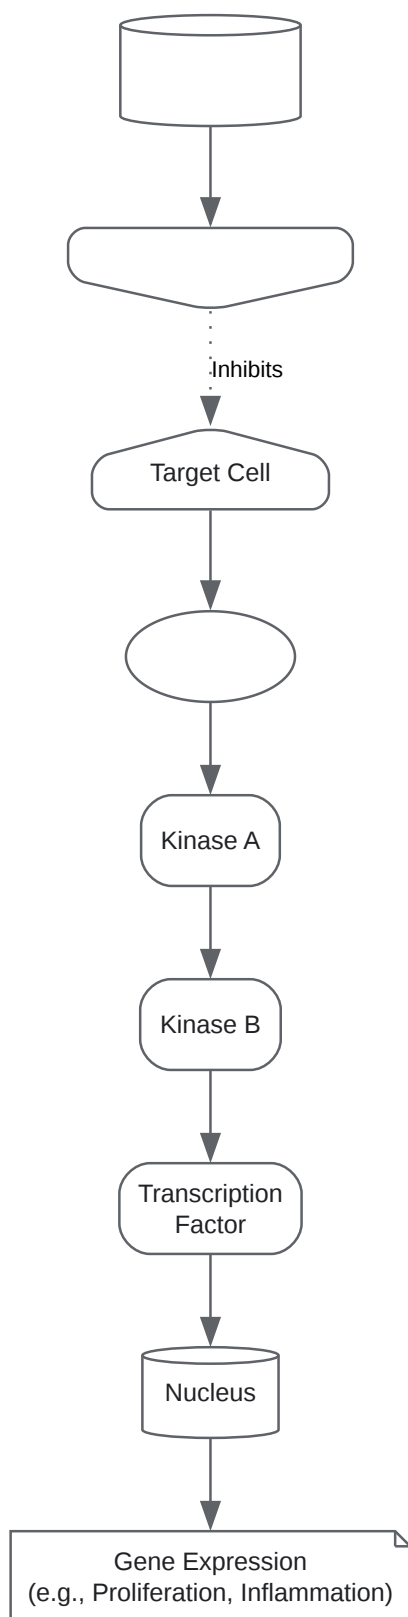 Inhibits
Target Cell
Kinase A
Kinase B
Transcription
Factor
Nucleus
Gene Expression
(e.g., Proliferation, Inflammation)